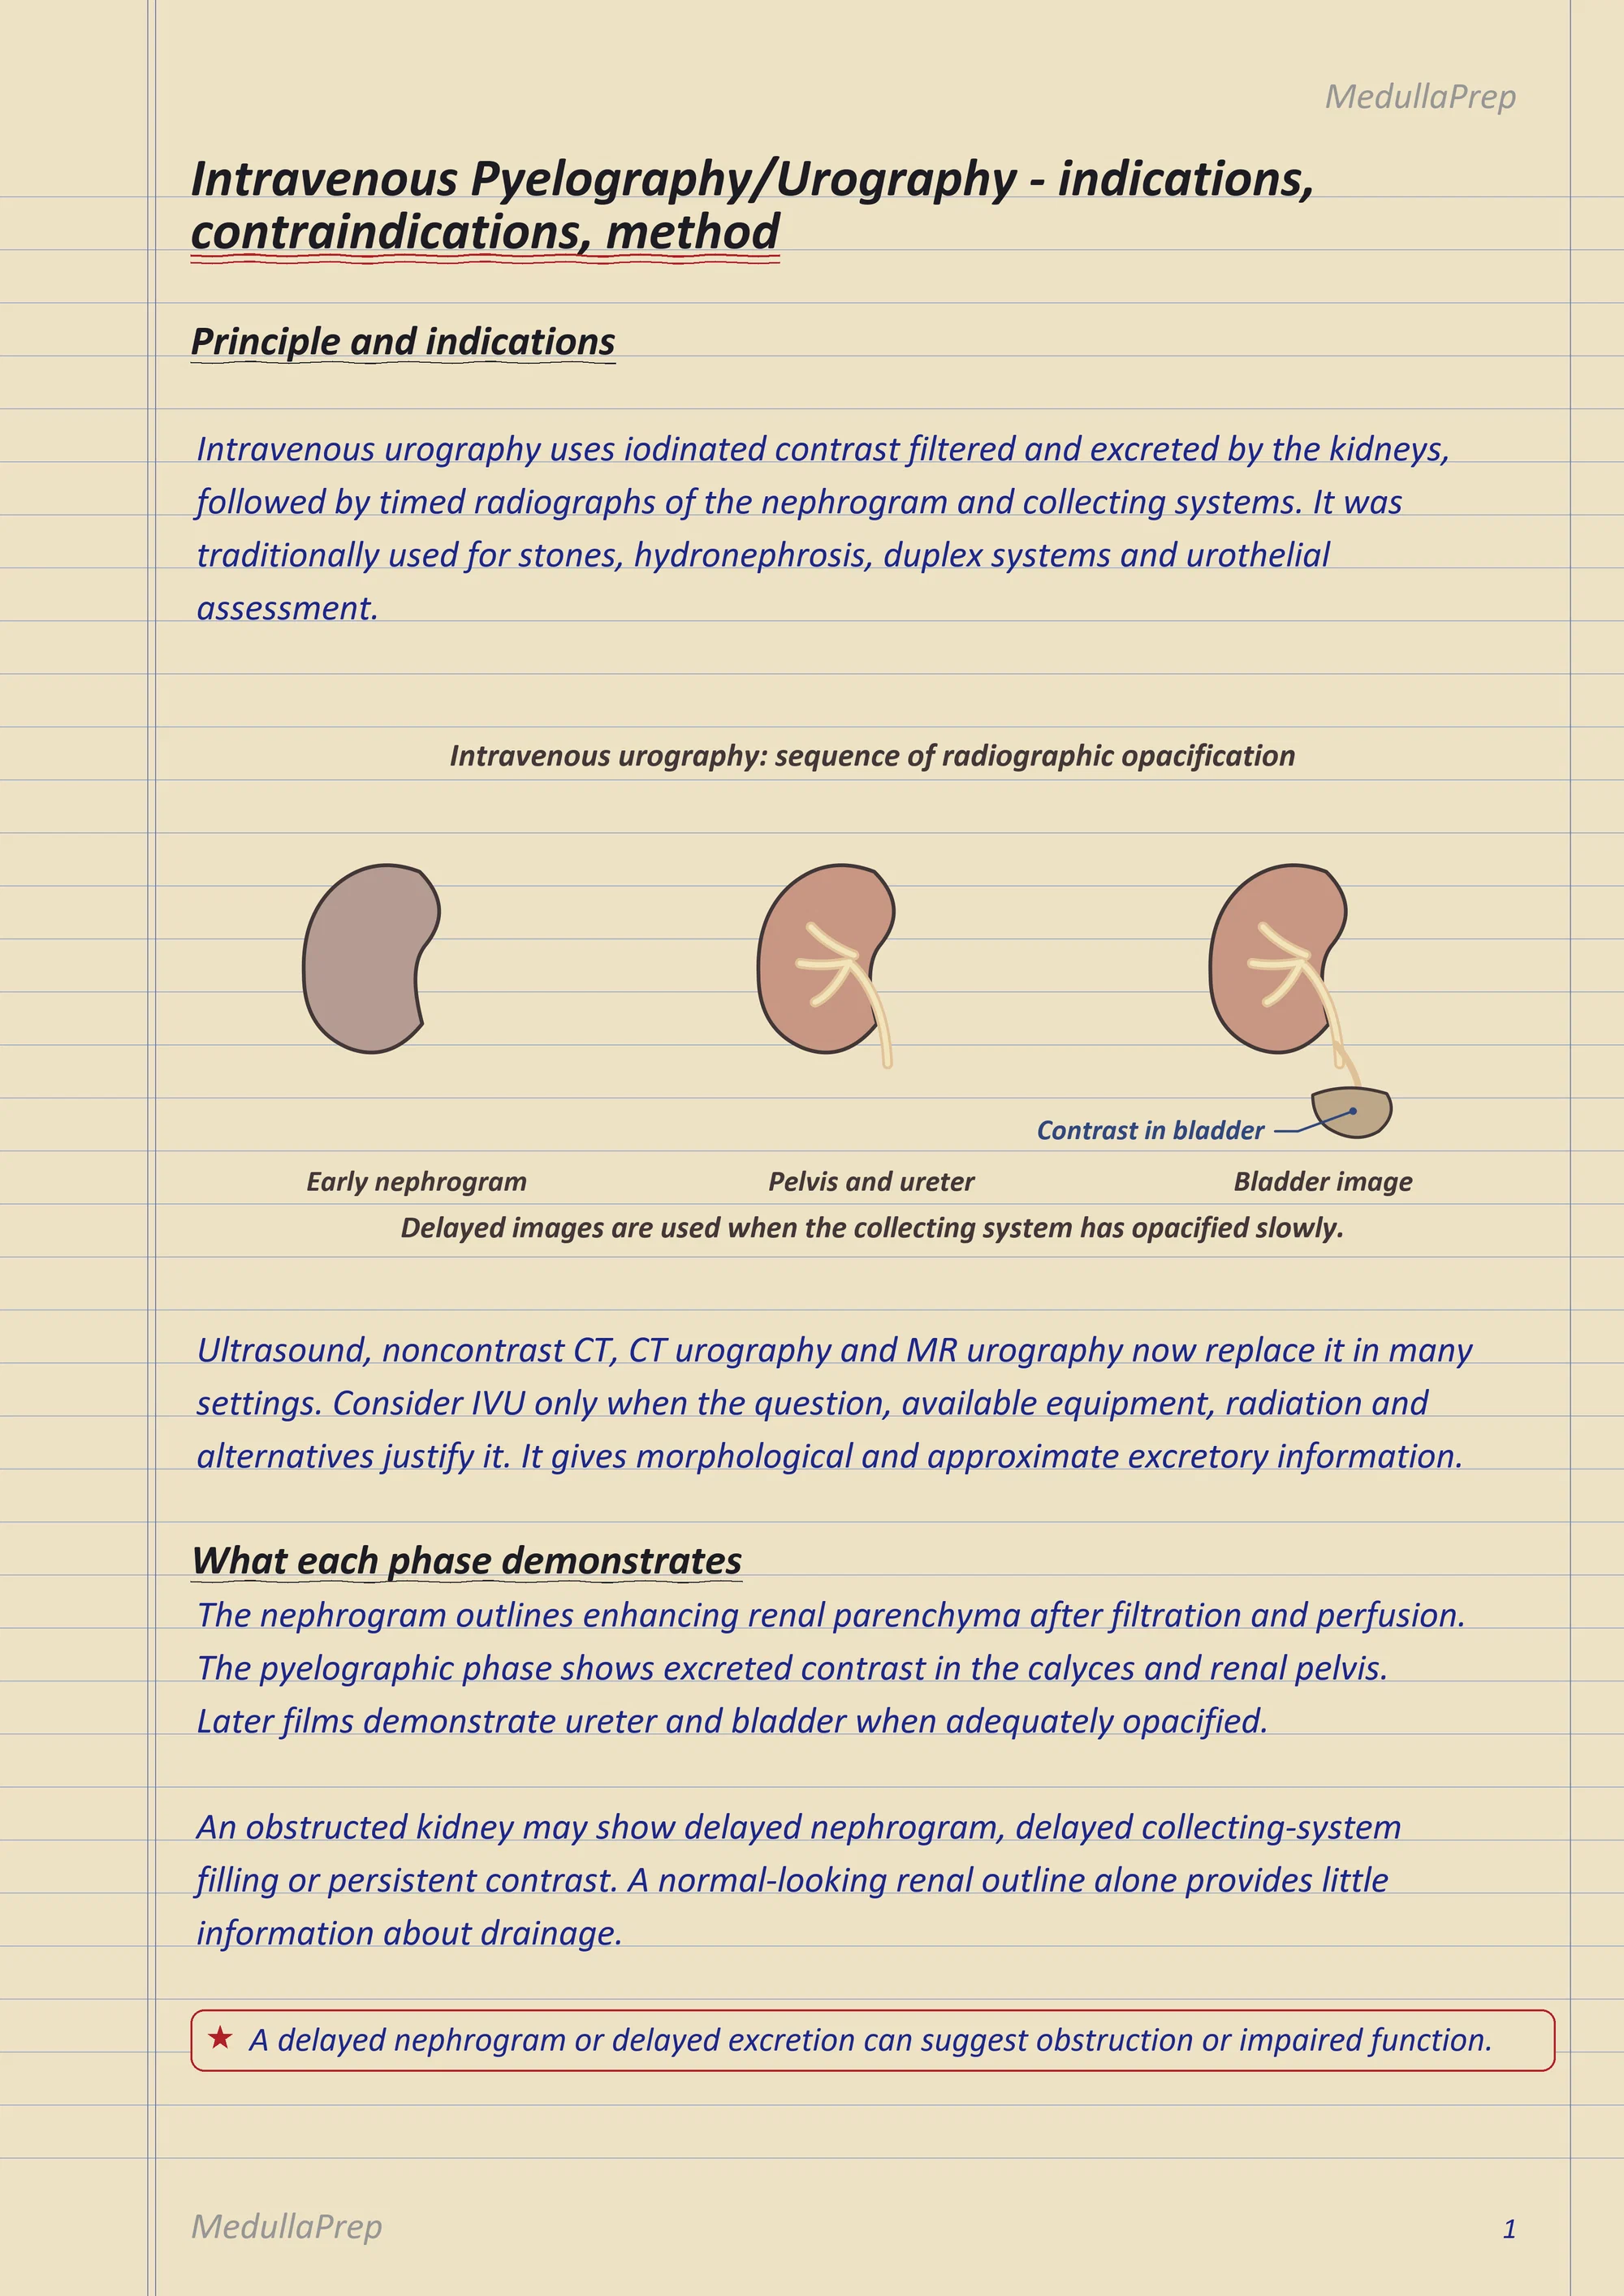 MedullaPrep
Intravenous Pyelography/Urography - indications,
contraindications, method
Principle and indications
Intravenous urography uses iodinated contrast filtered and excreted by the kidneys,
followed by timed radiographs of the nephrogram and collecting systems. It was
traditionally used for stones, hydronephrosis, duplex systems and urothelial
assessment.
Intravenous urography: sequence of radiographic opacification
Contrast in bladder
Early nephrogram
Pelvis and ureter
Bladder image
Delayed images are used when the collecting system has opacified slowly.
Ultrasound, noncontrast CT, CT urography and MR urography now replace it in many
settings. Consider IVU only when the question, available equipment, radiation and
alternatives justify it. It gives morphological and approximate excretory information.
What each phase demonstrates
The nephrogram outlines enhancing renal parenchyma after filtration and perfusion.
The pyelographic phase shows excreted contrast in the calyces and renal pelvis.
Later films demonstrate ureter and bladder when adequately opacified.
An obstructed kidney may show delayed nephrogram, delayed collecting-system
filling or persistent contrast. A normal-looking renal outline alone provides little
information about drainage.
★ A delayed nephrogram or delayed excretion can suggest obstruction or impaired function.
MedullaPrep
1